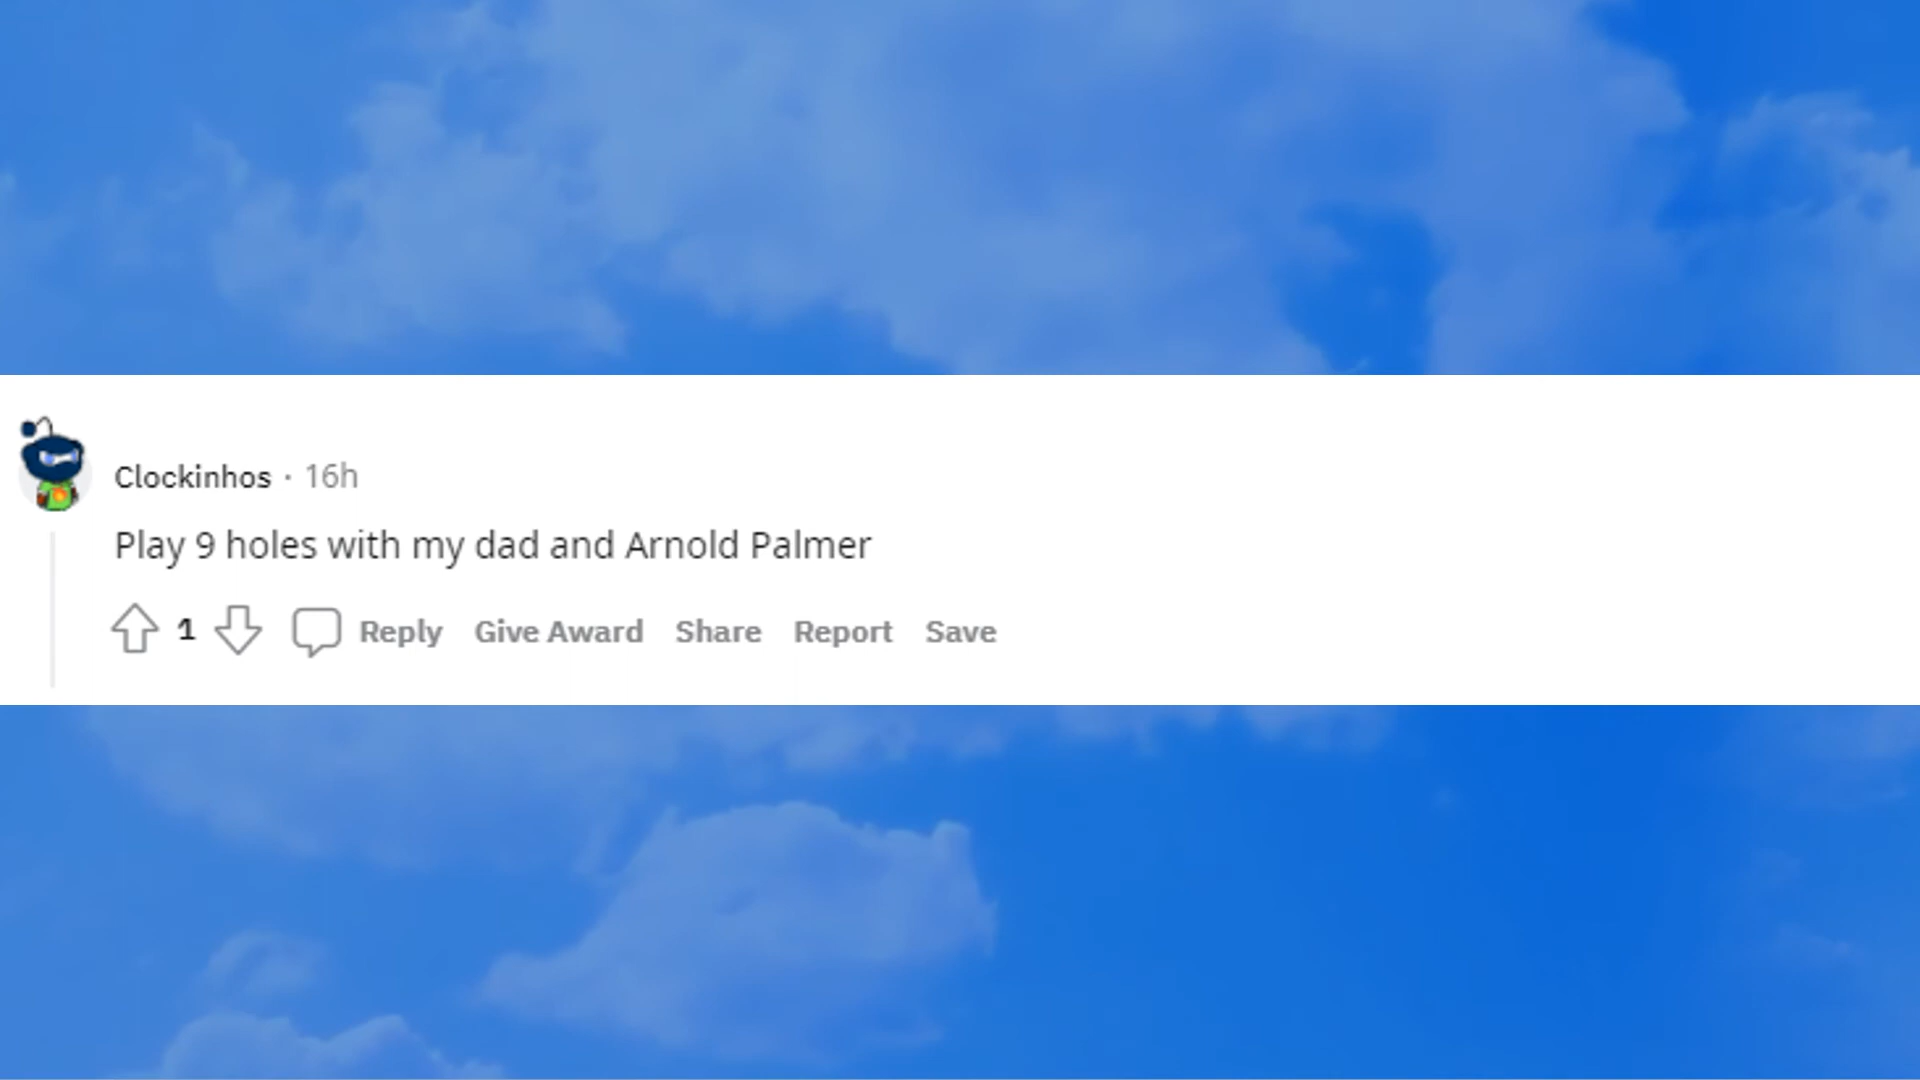 Clockinhos · 16h
Play 9 holes with my dad and Arnold Palmer
1 Reply Give Award Share Report Save